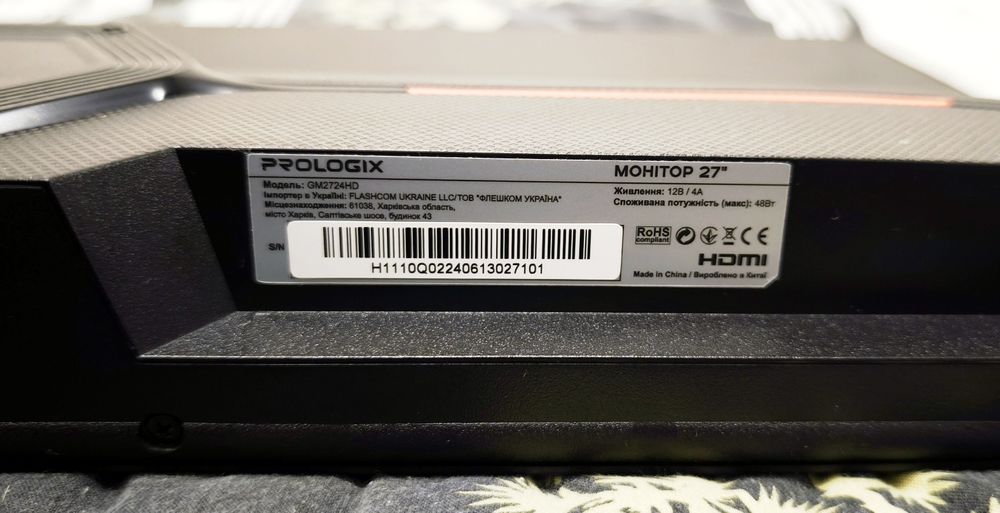 PROLOGIX
МОНІТОР 27"
Модель: GM2724HD
Імпортер в Україні: FLASHCOM UKRAINE LLC/ТОВ "ФЛЕШКОМ УКРАЇНА"
Місцезнаходження: 61038, Харківська область,
місто Харків, Салтівське шосе, будинок 43
Живлення: 12В / 4А
Споживана потужність (макс): 48Вт
S/N
H1110Q02240613027101
RoHS
compliant
CE
HDMI
Made in China / Вироблено в Китаї